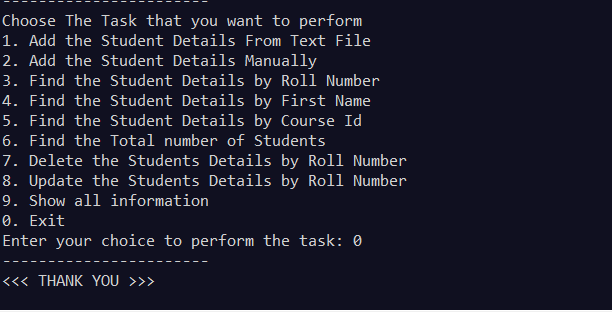 -----------------------
Choose The Task that you want to perform
1. Add the Student Details From Text File
2. Add the Student Details Manually
3. Find the Student Details by Roll Number
4. Find the Student Details by First Name
5. Find the Student Details by Course Id
6. Find the Total number of Students
7. Delete the Students Details by Roll Number
8. Update the Students Details by Roll Number
9. Show all information
0. Exit
Enter your choice to perform the task: 0
-----------------------
<<< THANK YOU >>>